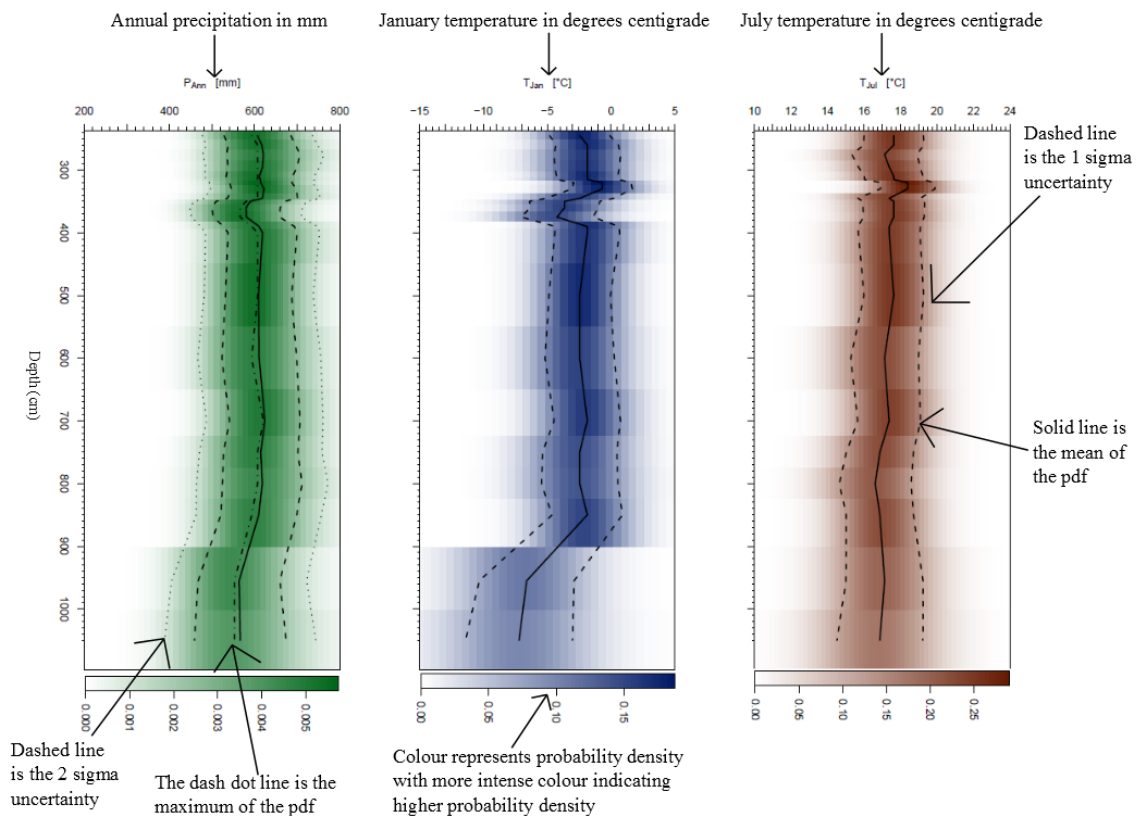 Annual precipitation in mm
January temperature in degrees centigrade
July temperature in degrees centigrade
PAnn [mm]
TJan [°C]
TJul [°C]
200 400 600 800
−15 −10 −5 0 5
10 12 14 16 18 20 22 24
Dashed line
is the 1 sigma
uncertainty
Depth (cm)
300
400
500
600
700
800
900
1000
Solid line is
the mean of
the pdf
0.000 0.001 0.002 0.003 0.004 0.005
0.00 0.05 0.10 0.15
0.00 0.05 0.10 0.15 0.20 0.25
Dashed line
is the 2 sigma
uncertainty
The dash dot line is the
maximum of the pdf
Colour represents probability density
with more intense colour indicating
higher probability density